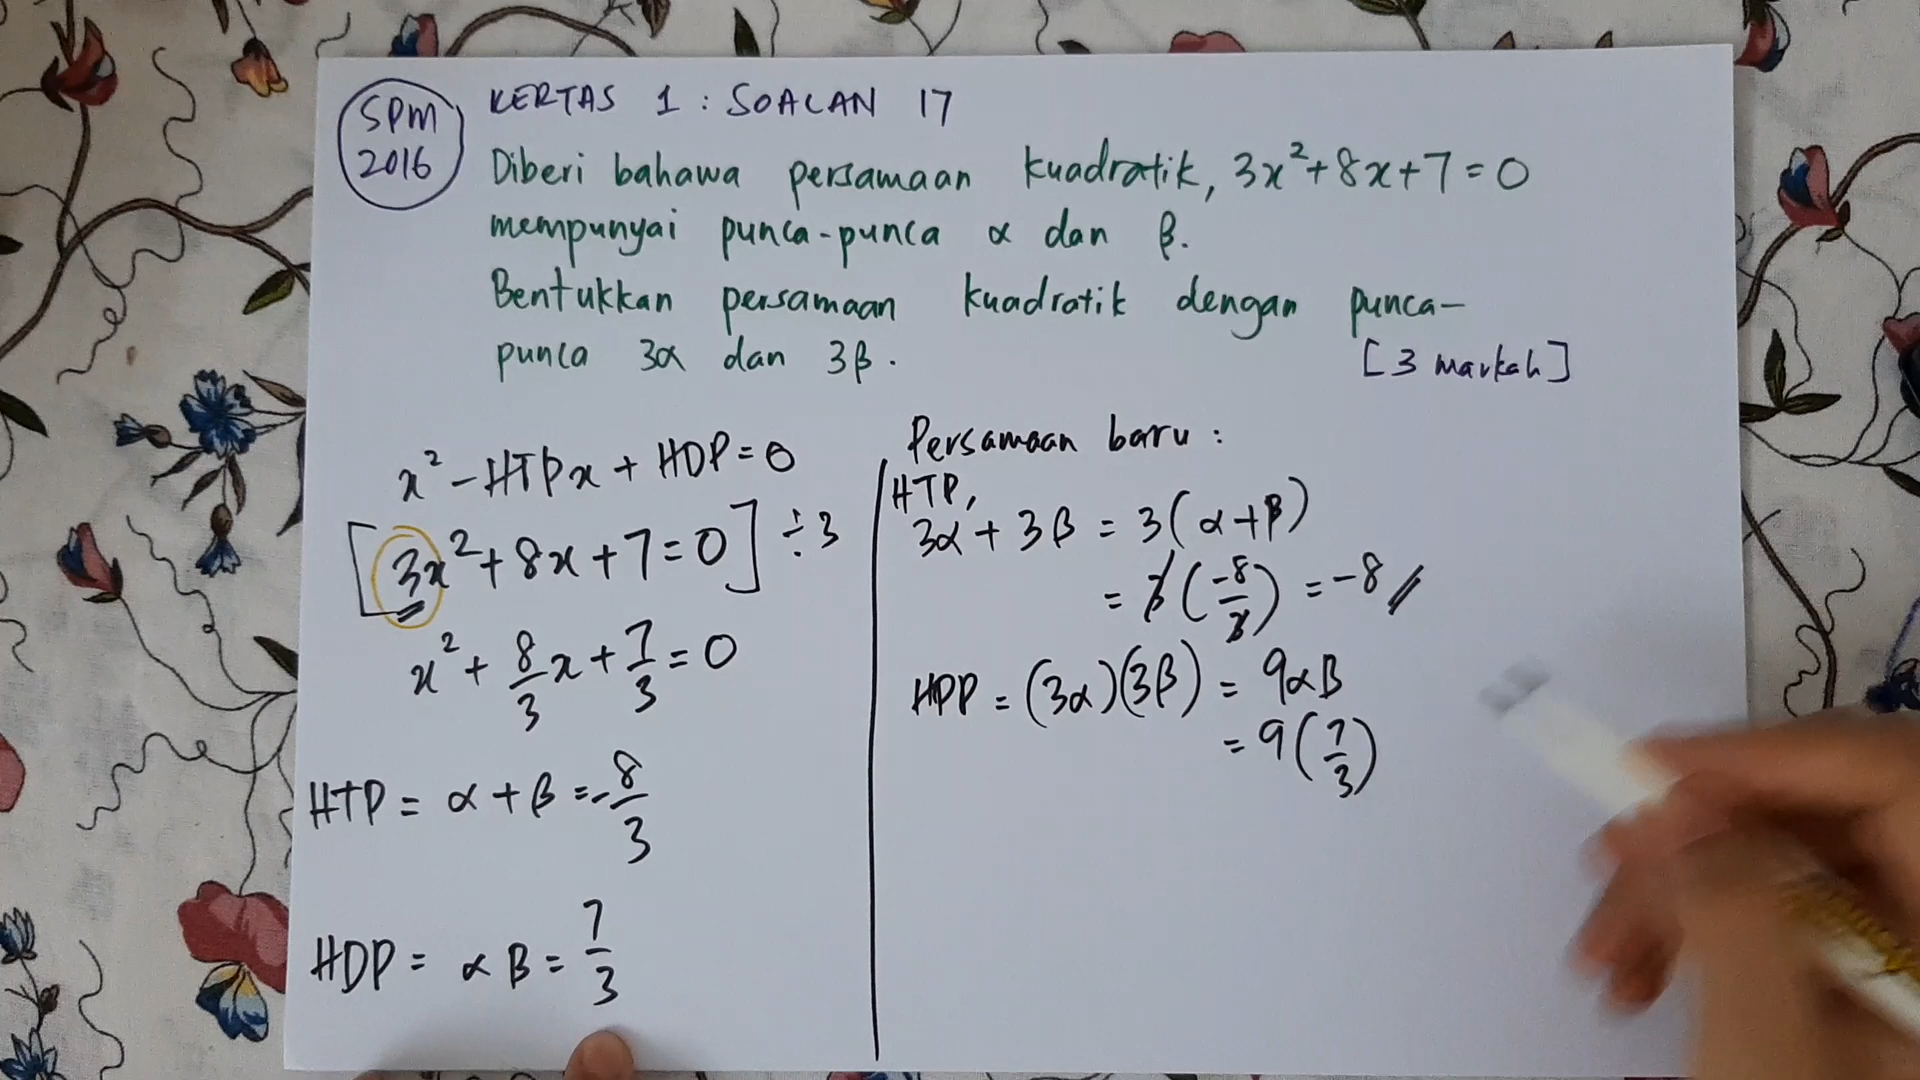 SPM
2016
KERTAS 1 : SOALAN 17
Diberi bahawa persamaan kuadratik, 3x²+8x+7=0
mempunyai punca-punca α dan β.
Bentukkan persamaan kuadratik dengan punca-
punca 3α dan 3β.
[3 markah]
x² - HTPx + HDP = 0
[3x² + 8x + 7 = 0] ÷3
x² + 8/3 x + 7/3 = 0
HTP = α + β = -8/3
HDP = αβ = 7/3
Persamaan baru :
HTP,
3α + 3β = 3(α+β)
= 3(-8/3) = -8 //
HDP = (3α)(3β) = 9αβ
= 9(7/3)